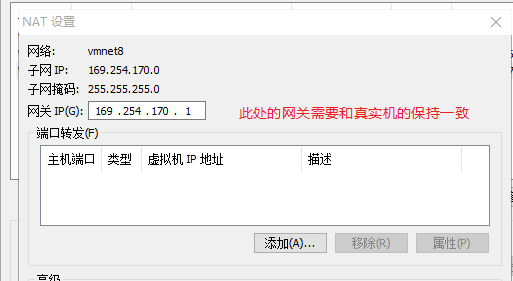 NAT 设置
网络: vmnet8
子网 IP: 169.254.170.0
子网掩码: 255.255.255.0
网关 IP(G): 169 .254 .170 . 1 此处的网关需要和真实机的保持一致
端口转发(F)
主机端口 类型 虚拟机 IP 地址 描述
添加(A)... 移除(R) 属性(P)
高级